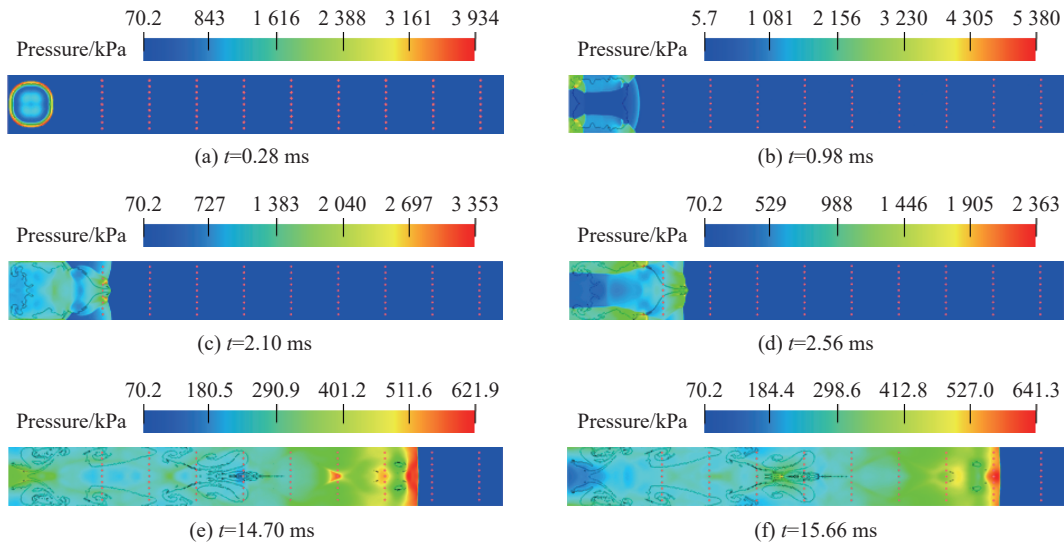 70.2 843 1 616 2 388 3 161 3 934
Pressure/kPa
(a) t=0.28 ms
5.7 1 081 2 156 3 230 4 305 5 380
Pressure/kPa
(b) t=0.98 ms
70.2 727 1 383 2 040 2 697 3 353
Pressure/kPa
(c) t=2.10 ms
70.2 529 988 1 446 1 905 2 363
Pressure/kPa
(d) t=2.56 ms
70.2 180.5 290.9 401.2 511.6 621.9
Pressure/kPa
(e) t=14.70 ms
70.2 184.4 298.6 412.8 527.0 641.3
Pressure/kPa
(f) t=15.66 ms